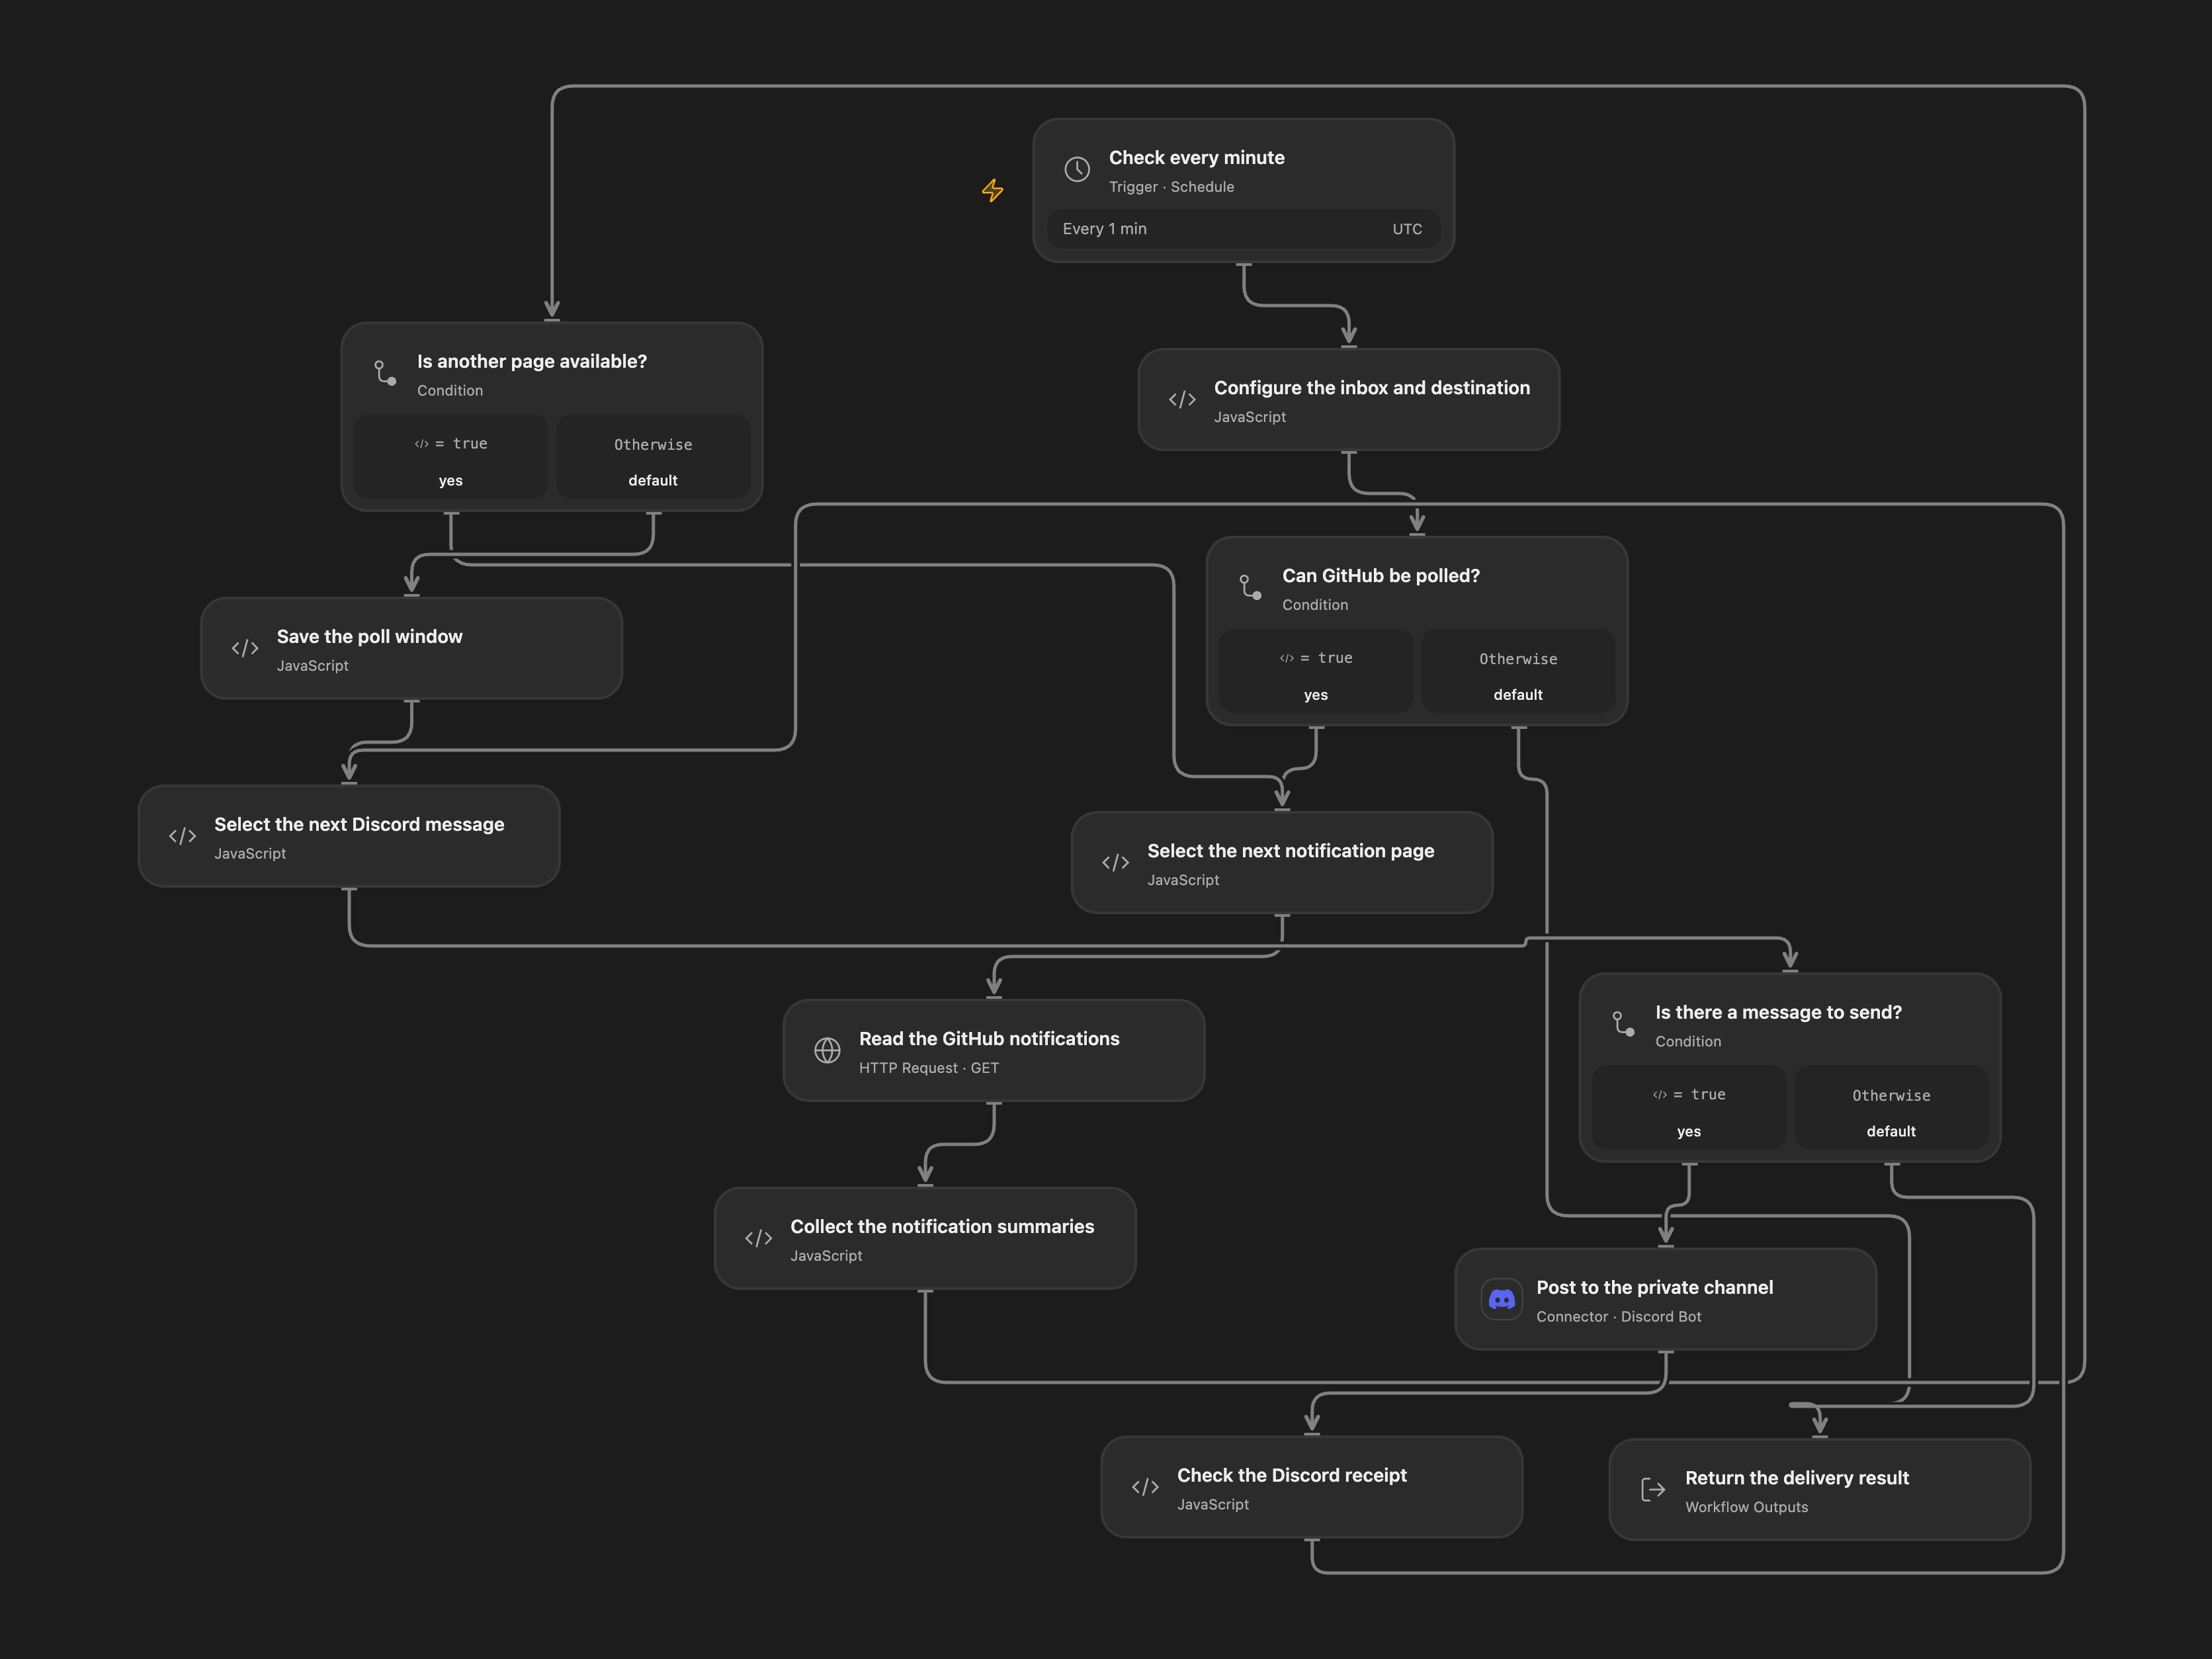 Check every minute
Trigger · Schedule
Every 1 min UTC
Is another page available?
Condition
</> = true Otherwise
yes default
Configure the inbox and destination
JavaScript
Can GitHub be polled?
Condition
</> = true Otherwise
yes default
Save the poll window
JavaScript
Select the next Discord message
JavaScript
Select the next notification page
JavaScript
Read the GitHub notifications
HTTP Request · GET
Is there a message to send?
Condition
</> = true Otherwise
yes default
Collect the notification summaries
JavaScript
Post to the private channel
Connector · Discord Bot
Check the Discord receipt
JavaScript
Return the delivery result
Workflow Outputs